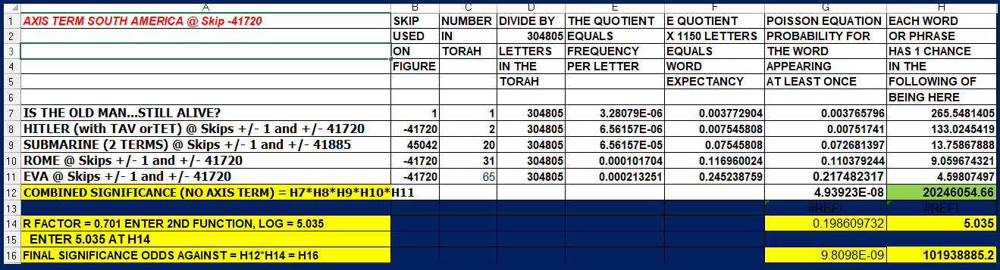 A B C D E F G H
1 AXIS TERM SOUTH AMERICA @ Skip -41720 SKIP NUMBER DIVIDE BY THE QUOTIENT E QUOTIENT POISSON EQUATION EACH WORD
2 USED IN 304805 EQUALS X 1150 LETTERS PROBABILITY FOR OR PHRASE
3 ON TORAH LETTERS FREQUENCY EQUALS THE WORD HAS 1 CHANCE
4 FIGURE IN THE PER LETTER WORD APPEARING IN THE
5 TORAH EXPECTANCY AT LEAST ONCE FOLLOWING OF
6 BEING HERE
7 IS THE OLD MAN...STILL ALIVE? 1 1 304805 3.28079E-06 0.003772904 0.003765796 265.5481405
8 HITLER (with TAV orTET) @ Skips +/- 1 and +/- 41720 -41720 2 304805 6.56157E-06 0.007545808 0.00751741 133.0245419
9 SUBMARINE (2 TERMS) @ Skips +/- 1 and +/- 41885 45042 20 304805 6.56157E-05 0.07545808 0.072681397 13.75867888
10 ROME @ Skips +/- 1 and +/- 41720 -41720 31 304805 0.000101704 0.116960024 0.110379244 9.059674321
11 EVA @ Skips +/- 1 and +/- 41720 -41720 65 304805 0.000213251 0.245238759 0.217482317 4.59807497
12 COMBINED SIGNIFICANCE (NO AXIS TERM) = H7*H8*H9*H10*H11 4.93923E-08 20246054.66
13 #REF! #REF!
14 R FACTOR = 0.701 ENTER 2ND FUNCTION, LOG = 5.035 0.198609732 5.035
15 ENTER 5.035 AT H14
16 FINAL SIGNIFICANCE ODDS AGAINST = H12*H14 = H16 9.8098E-09 101938885.2